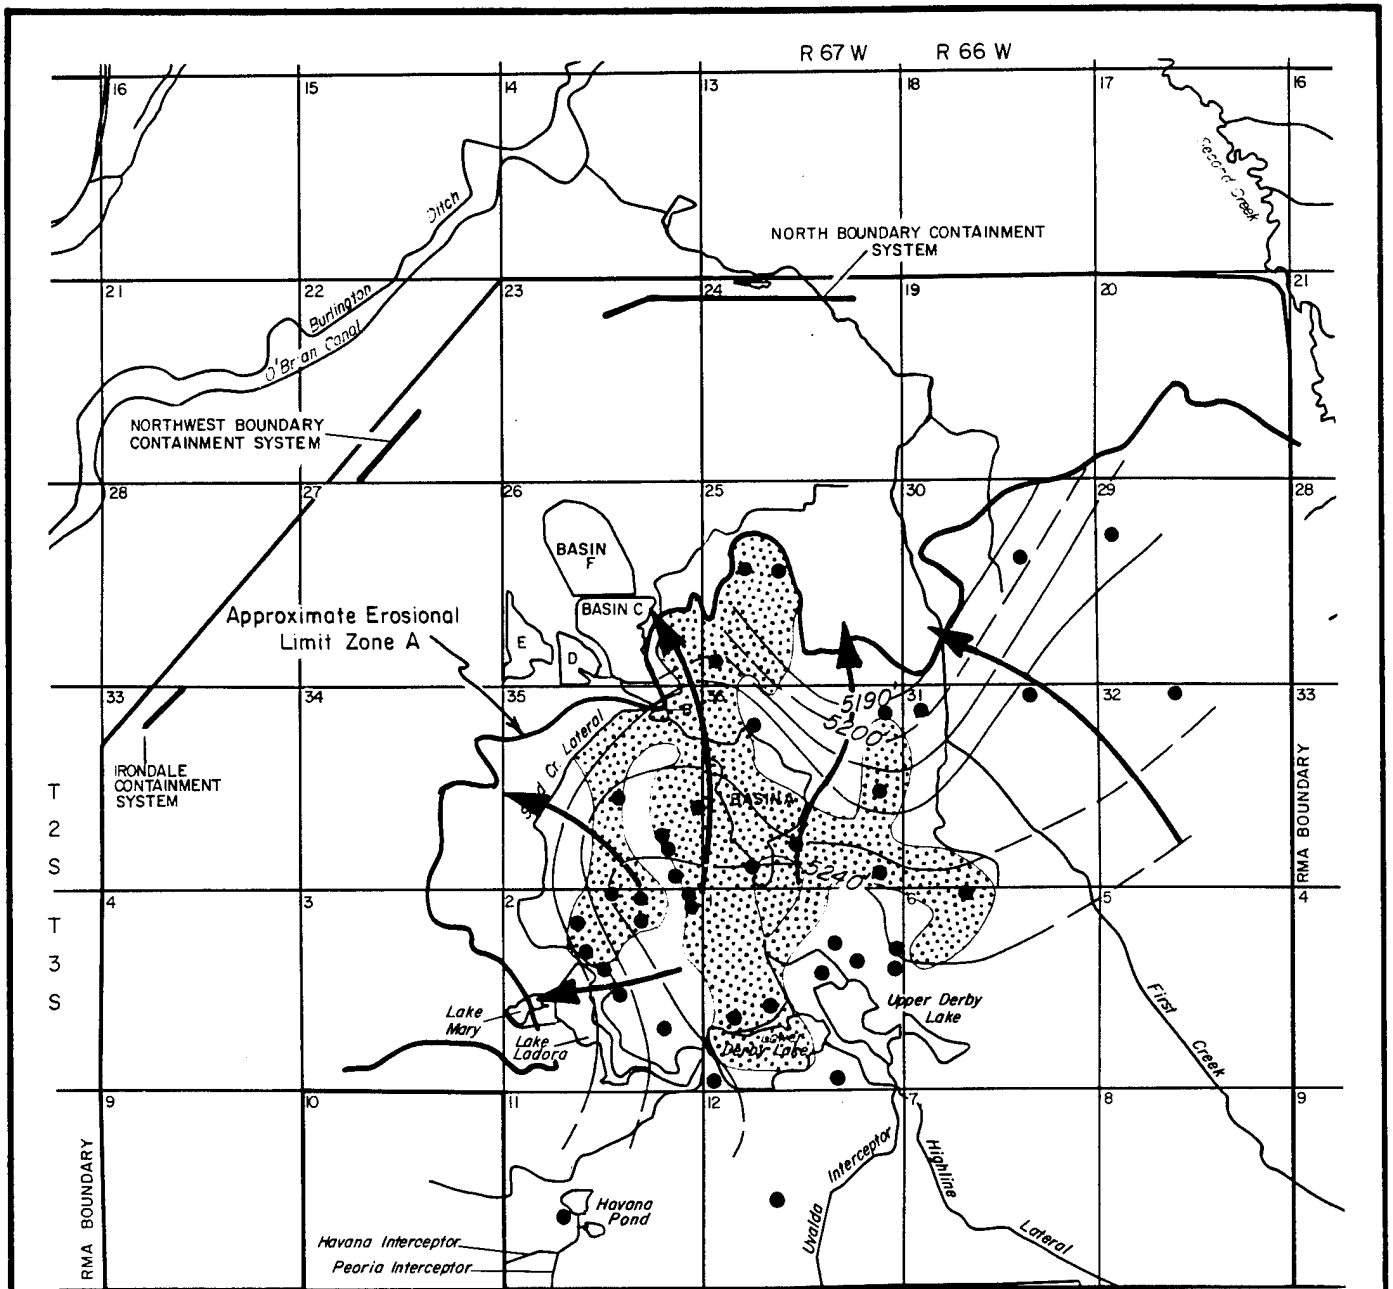 R 67 W R 66 W
16 15 14 13 18 17 16
Second Creek
Ditch
NORTH BOUNDARY CONTAINMENT
SYSTEM
21 22 23 24 19 20 21
Burlington
O'Brian Canal
NORTHWEST BOUNDARY
CONTAINMENT SYSTEM
28 27 26 25 30 29 28
BASIN
F
BASIN C
Approximate Erosional
Limit Zone A
E
D
33 34 35 36 31 32 33
B
5190
5200
Lateral
IRONDALE
CONTAINMENT
SYSTEM
BASIN A
RMA BOUNDARY
T
2
S
5240
4 3 2 6 5 4
T
3
S
Lake
Mary
Lake
Ladora
Lower
Derby Lake
Upper Derby
Lake
First
Creek
9 10 11 12 7 8 9
RMA BOUNDARY
Interceptor
Uvalda
Highline
Lateral
Havana
Pond
Havana Interceptor
Peoria Interceptor